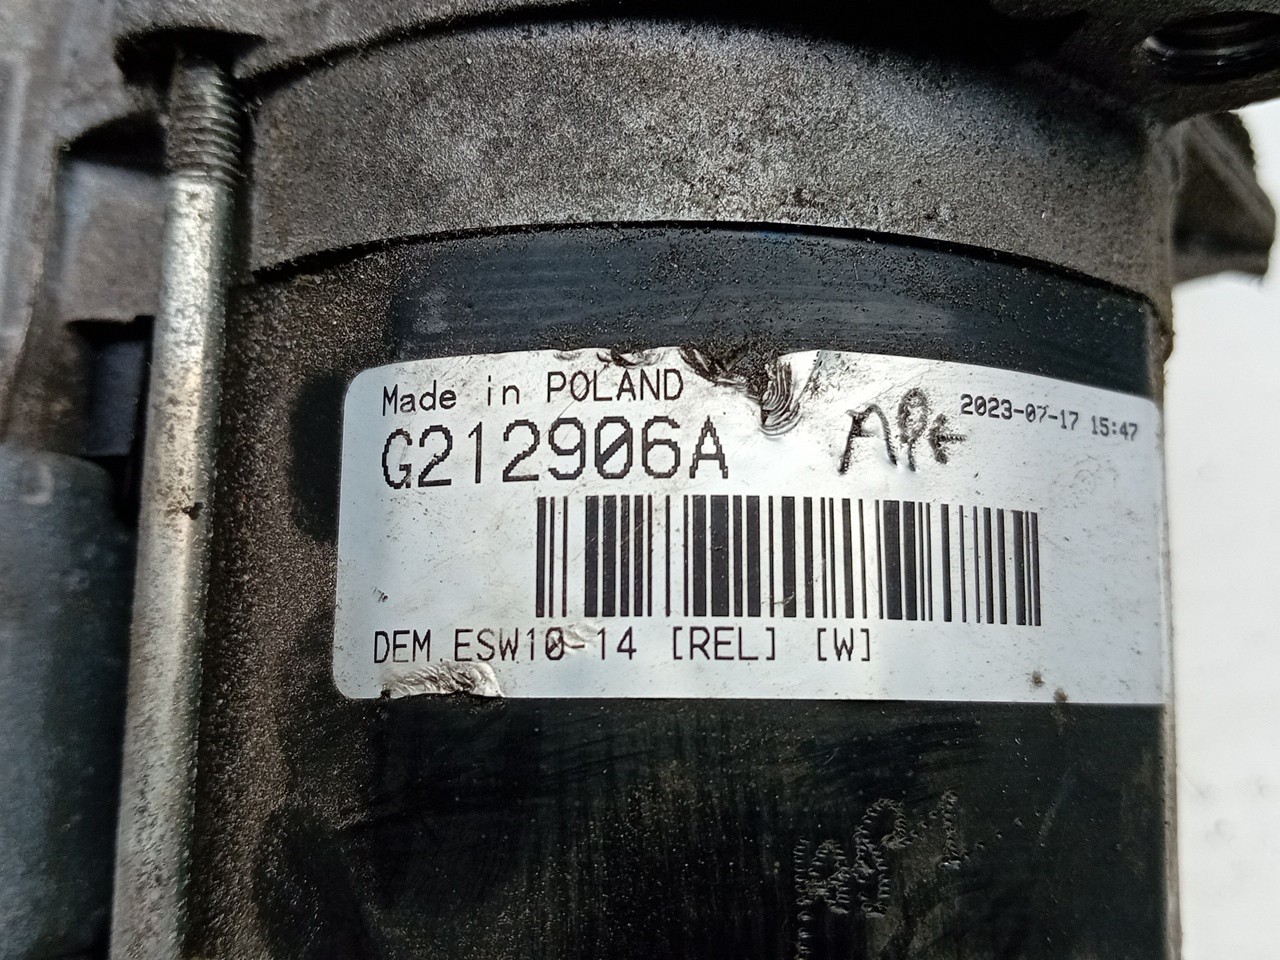 Made in POLAND
2023-07-17 15:47
G212906A
DEM ESW10-14 [REL] [W]